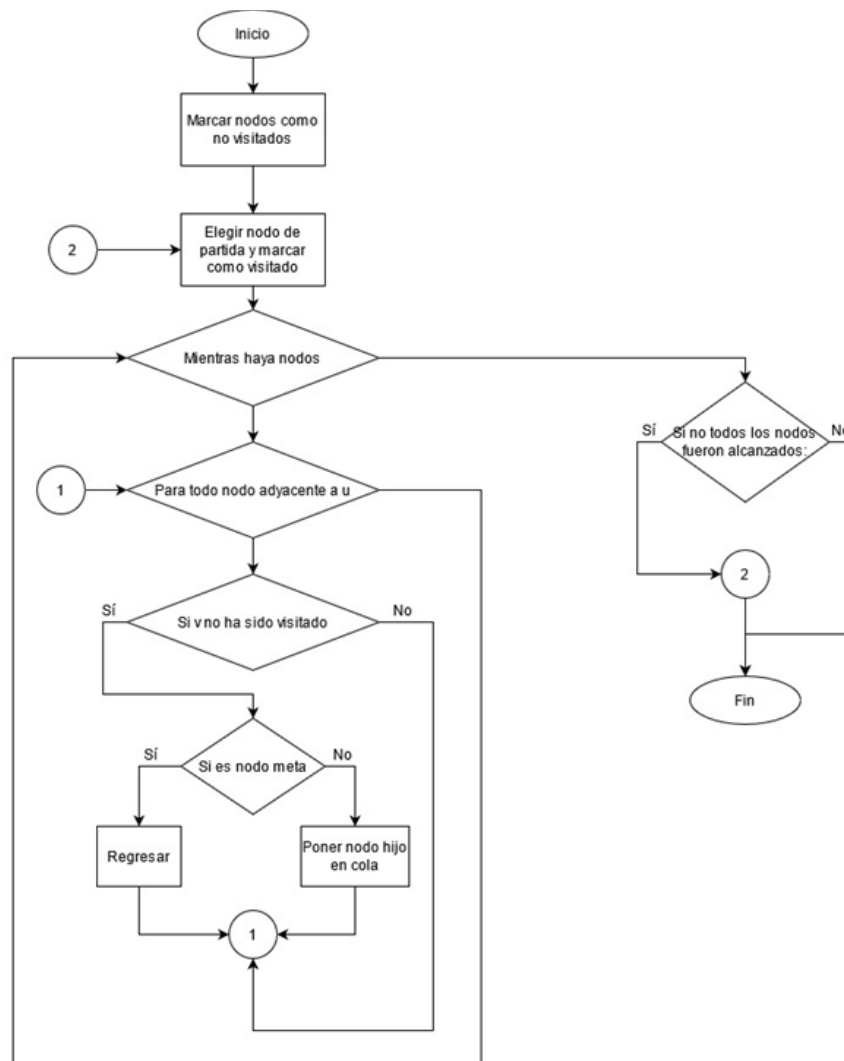 Inicio
Marcar nodos como
no visitados
2
Elegir nodo de
partida y marcar
como visitado
Mientras haya nodos
Sí
Si no todos los nodos
fueron alcanzados:
No
1
Para todo nodo adyacente a u
2
Sí
Si v no ha sido visitado
No
Fin
Sí
Si es nodo meta
No
Regresar
Poner nodo hijo
en cola
1